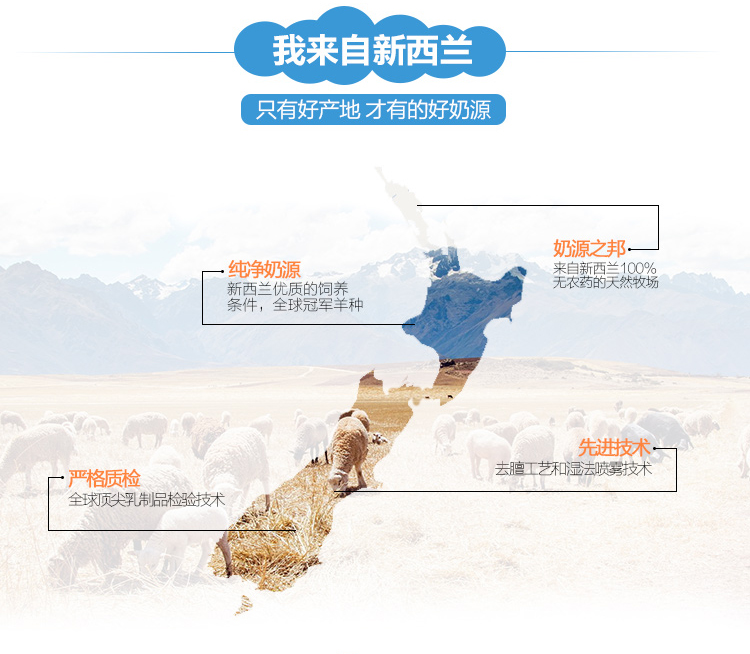 我来自新西兰
只有好产地 才有的好奶源
奶源之邦
来自新西兰100%
无农药的天然牧场
纯净奶源
新西兰优质的饲养
条件，全球冠军羊种
先进技术
去膻工艺和湿法喷雾技术
严格质检
全球顶尖乳制品检验技术